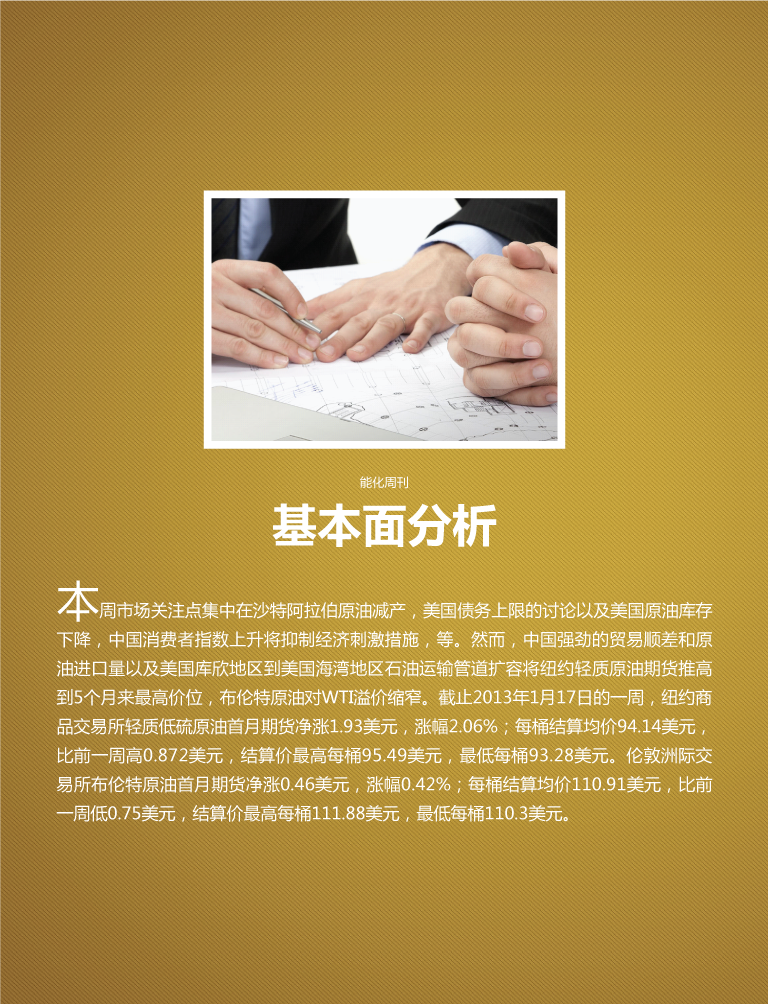 能化周刊
基本面分析
本周市场关注点集中在沙特阿拉伯原油减产，美国债务上限的讨论以及美国原油库存
下降，中国消费者指数上升将抑制经济刺激措施，等。然而，中国强劲的贸易顺差和原
油进口量以及美国库欣地区到美国海湾地区石油运输管道扩容将纽约轻质原油期货推高
到5个月来最高价位，布伦特原油对WTI溢价缩窄。截止2013年1月17日的一周，纽约商
品交易所轻质低硫原油首月期货净涨1.93美元，涨幅2.06%；每桶结算均价94.14美元，
比前一周高0.872美元，结算价最高每桶95.49美元，最低每桶93.28美元。伦敦洲际交
易所布伦特原油首月期货净涨0.46美元，涨幅0.42%；每桶结算均价110.91美元，比前
一周低0.75美元，结算价最高每桶111.88美元，最低每桶110.3美元。